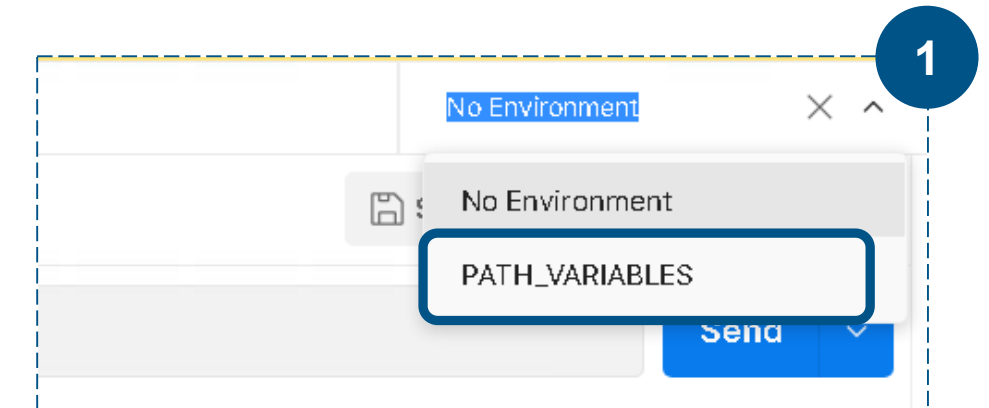 1
No Environment
No Environment
PATH_VARIABLES
Send